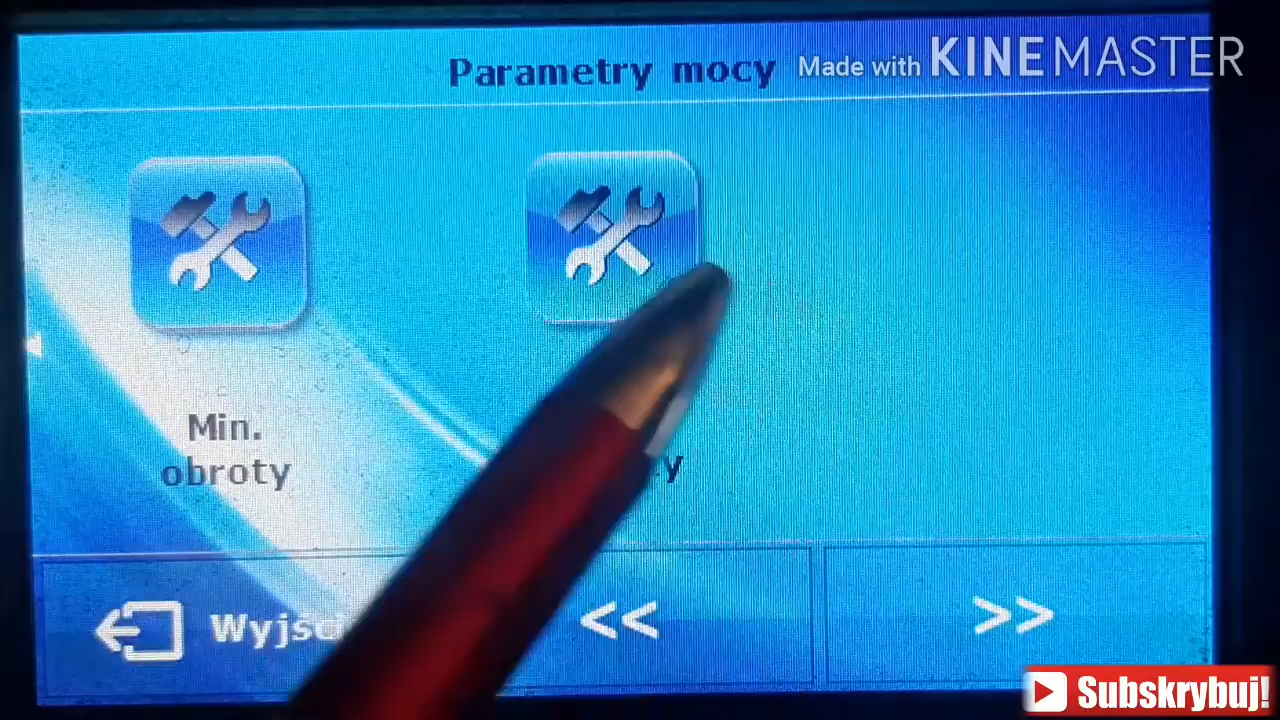 Parametry mocy
Made with KINEMASTER
Min.
obroty
<<
>>
Subskrybuj!